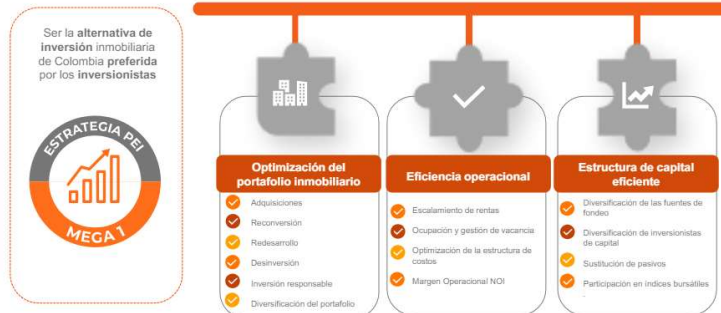 Ser la alternativa de
inversión inmobiliaria
de Colombia preferida
por los inversionistas
ESTRATEGIA PEI
MEGA 1
Optimización del
portafolio inmobiliario
Adquisiciones
Reconversión
Redesarrollo
Desinversión
Inversión responsable
Diversificación del portafolio
Eficiencia operacional
Escalamiento de rentas
Ocupación y gestión de vacancia
Optimización de la estructura de
costos
Margen Operacional NOI
Estructura de capital
eficiente
Diversificación de las fuentes de
fondeo
Diversificación de inversionistas
de capital
Sustitución de pasivos
Participación en índices bursátiles
.